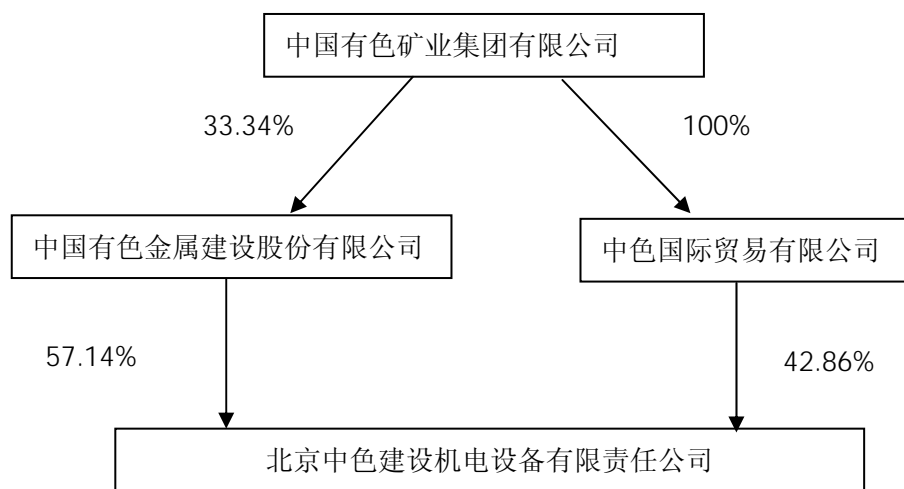 中国有色矿业集团有限公司
33.34%
100%
中国有色金属建设股份有限公司
中色国际贸易有限公司
57.14%
42.86%
北京中色建设机电设备有限责任公司